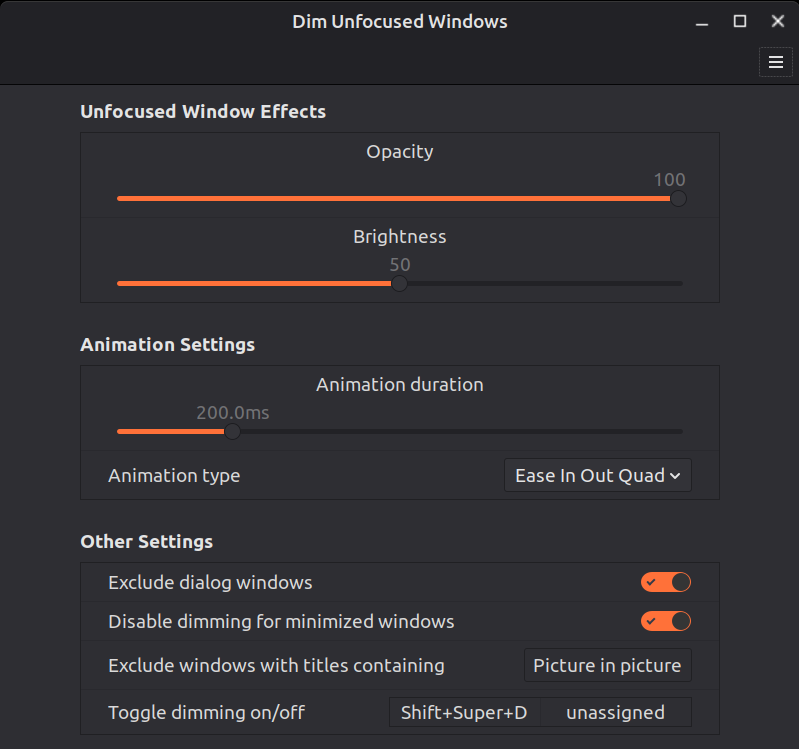 Dim Unfocused Windows
Unfocused Window Effects
Opacity
100
Brightness
50
Animation Settings
Animation duration
200.0ms
Animation type Ease In Out Quad
Other Settings
Exclude dialog windows
Disable dimming for minimized windows
Exclude windows with titles containing Picture in picture
Toggle dimming on/off Shift+Super+D unassigned